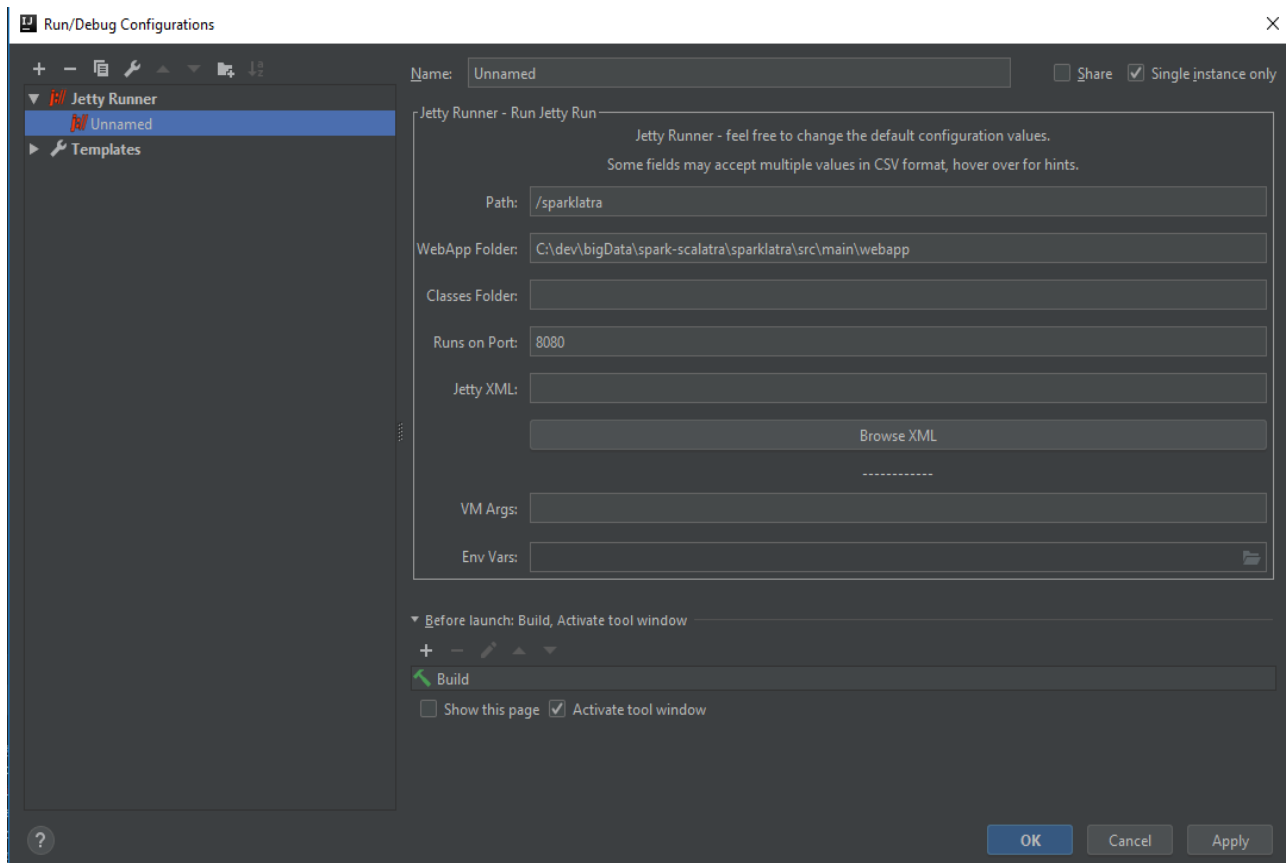 Run/Debug Configurations
Name: Unnamed
Share
Single instance only
Jetty Runner
Unnamed
Templates
Jetty Runner - Run Jetty Run
Jetty Runner - feel free to change the default configuration values.
Some fields may accept multiple values in CSV format, hover over for hints.
Path: /sparklatra
WebApp Folder: C:\dev\bigData\spark-scalatra\sparklatra\src\main\webapp
Classes Folder:
Runs on Port: 8080
Jetty XML:
Browse XML
------------
VM Args:
Env Vars:
Before launch: Build, Activate tool window
Build
Show this page
Activate tool window
?
OK
Cancel
Apply